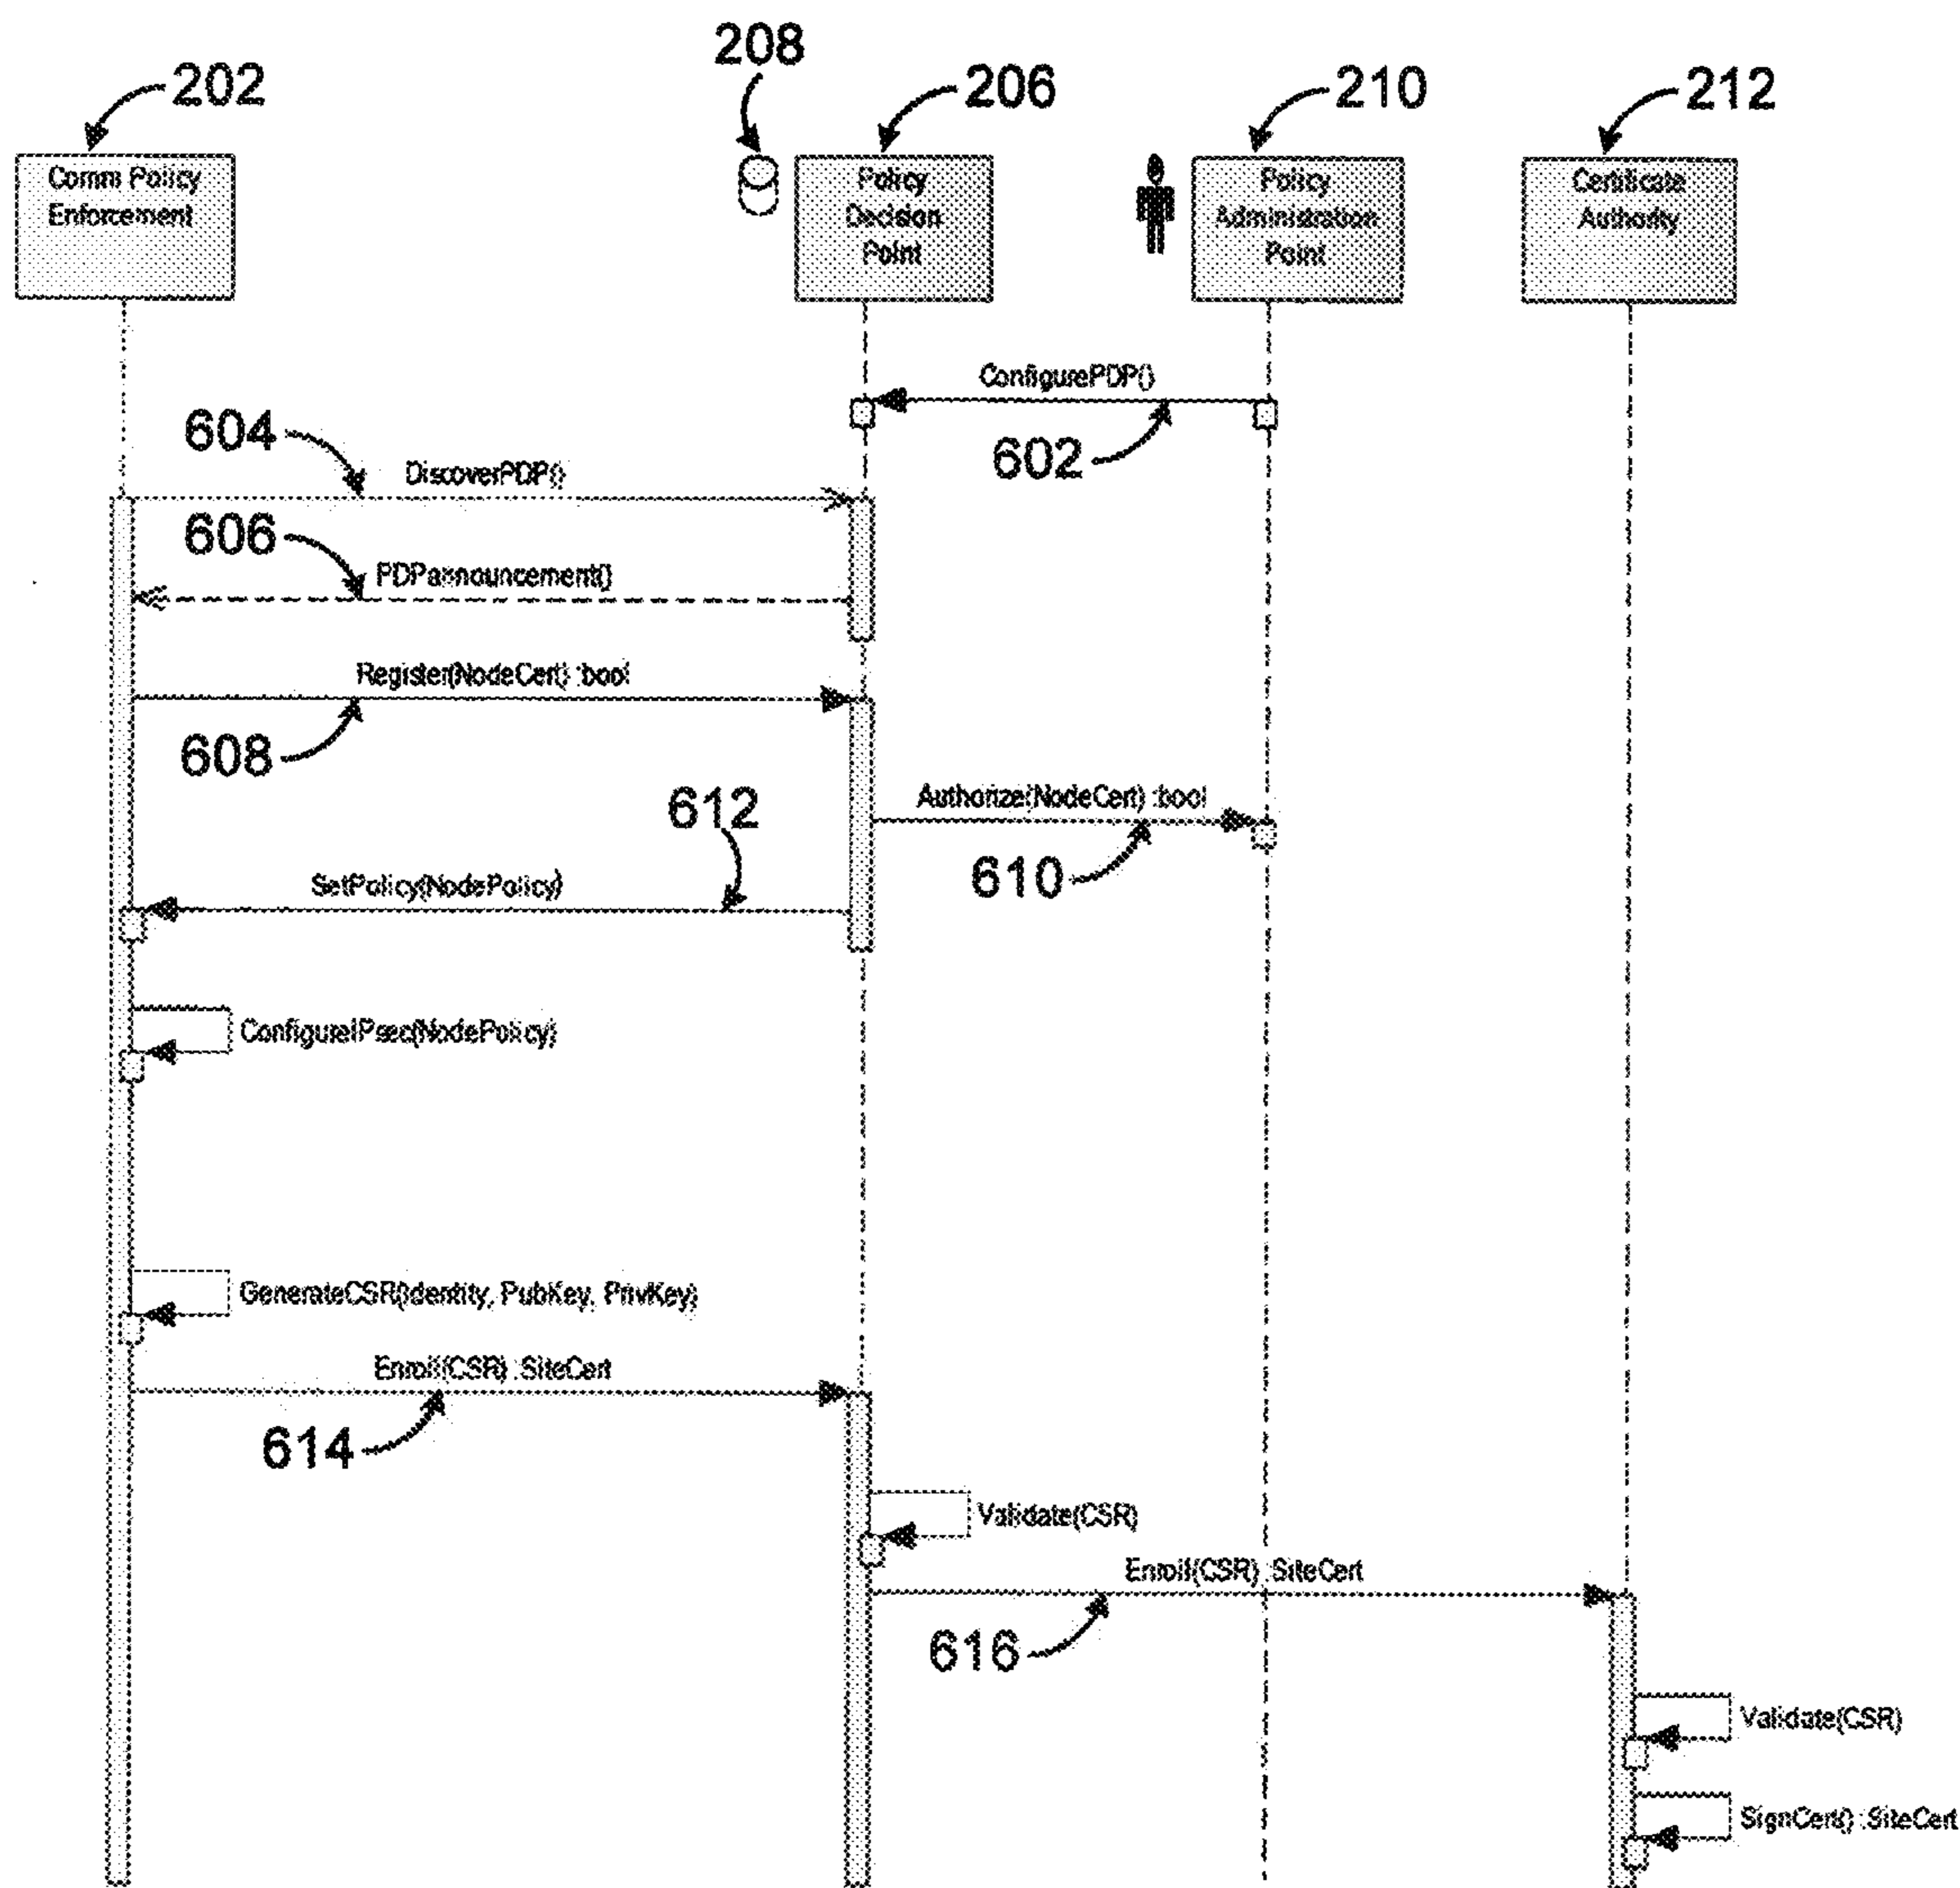 208
202
206
210
212
Comm Policy
Enforcement
Policy
Decision
Point
Policy
Administration
Point
Certificate
Authority
ConfigurePDP()
602
604
DiscoverPDP()
606
PDPannouncement()
Register(NodeCert) :bool
608
612
Authorize(NodeCert) :bool
610
SetPolicy(NodePolicy)
ConfigureIPsec(NodePolicy)
GenerateCSR(Identity, PubKey, PrivKey)
Enroll(CSR) :SiteCert
614
Validate(CSR)
Enroll(CSR) :SiteCert
616
Validate(CSR)
SignCert() :SiteCert